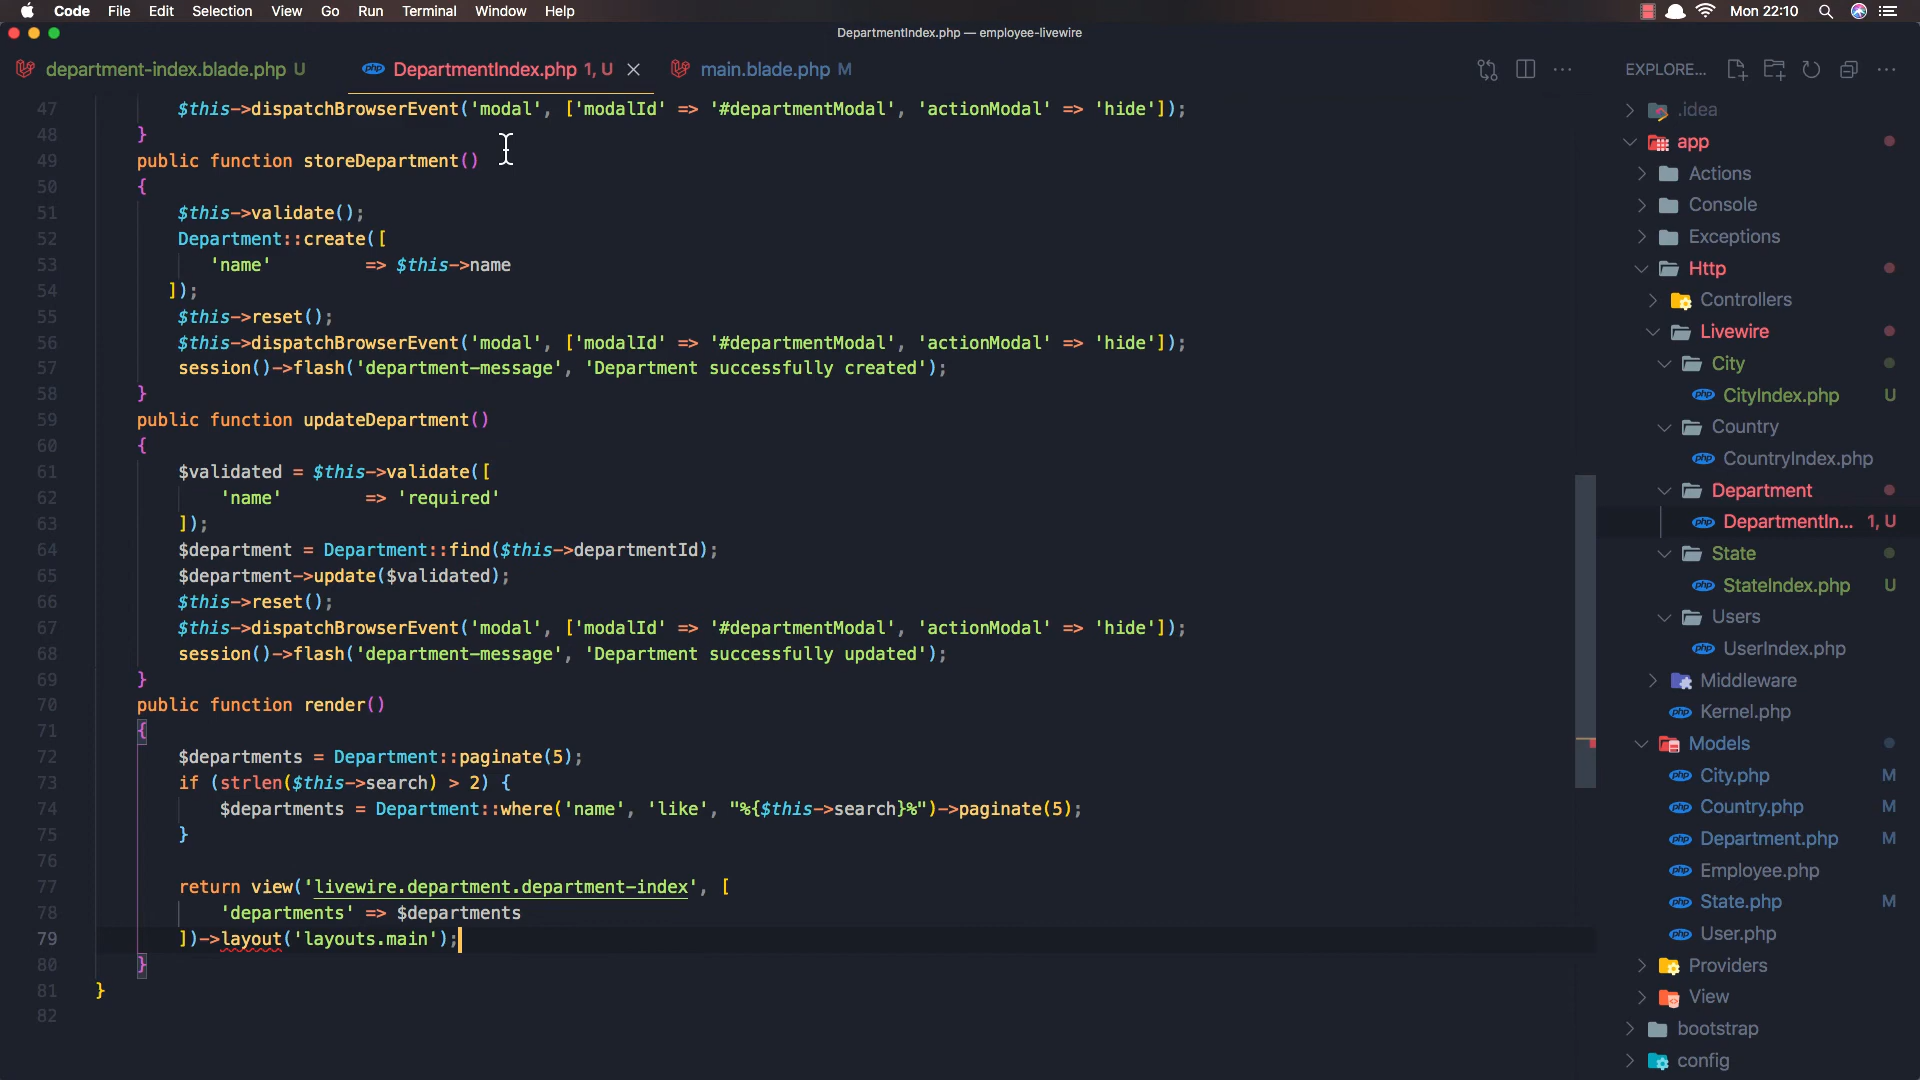 Code File Edit Selection View Go Run Terminal Window Help Mon 22:10
DepartmentIndex.php — employee-livewire
department-index.blade.php U DepartmentIndex.php 1, U main.blade.php M EXPLORE...
47 $this->dispatchBrowserEvent('modal', ['modalId' => '#departmentModal', 'actionModal' => 'hide']);
48 }
49 public function storeDepartment()
50 {
51 $this->validate();
52 Department::create([
53 'name' => $this->name
54 ]);
55 $this->reset();
56 $this->dispatchBrowserEvent('modal', ['modalId' => '#departmentModal', 'actionModal' => 'hide']);
57 session()->flash('department-message', 'Department successfully created');
58 }
59 public function updateDepartment()
60 {
61 $validated = $this->validate([
62 'name' => 'required'
63 ]);
64 $department = Department::find($this->departmentId);
65 $department->update($validated);
66 $this->reset();
67 $this->dispatchBrowserEvent('modal', ['modalId' => '#departmentModal', 'actionModal' => 'hide']);
68 session()->flash('department-message', 'Department successfully updated');
69 }
70 public function render()
71 {
72 $departments = Department::paginate(5);
73 if (strlen($this->search) > 2) {
74 $departments = Department::where('name', 'like', "%{$this->search}%")->paginate(5);
75 }
76
77 return view('livewire.department.department-index', [
78 'departments' => $departments
79 ])->layout('layouts.main');
80 }
81 }
82
.idea
app
Actions
Console
Exceptions
Http
Controllers
Livewire
City
CityIndex.php U
Country
CountryIndex.php
Department
DepartmentIn... 1, U
State
StateIndex.php U
Users
UserIndex.php
Middleware
Kernel.php
Models
City.php M
Country.php M
Department.php M
Employee.php
State.php M
User.php
Providers
View
bootstrap
config